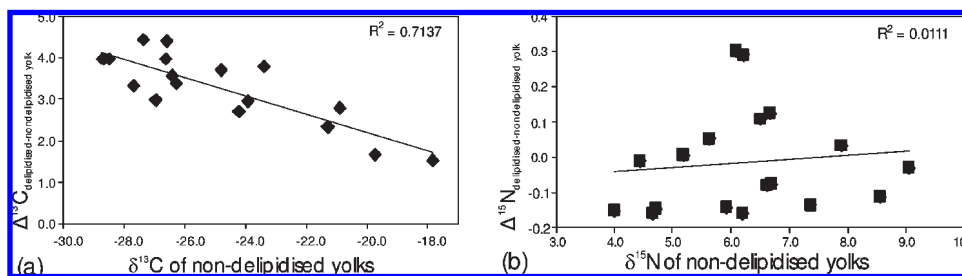 Δ¹³C delipidised-nondelipidised yolk
5.0
4.0
3.0
2.0
1.0
0.0
R² = 0.7137
-30.0 -28.0 -26.0 -24.0 -22.0 -20.0 -18.0
(a)
δ¹³C of non-delipidised yolks
Δ¹⁵N delipidised-nondelipidised yolk
0.4
0.3
0.2
0.1
0.0
-0.1
-0.2
R² = 0.0111
3.0 4.0 5.0 6.0 7.0 8.0 9.0 10
(b)
δ¹⁵N of non-delipidised yolks